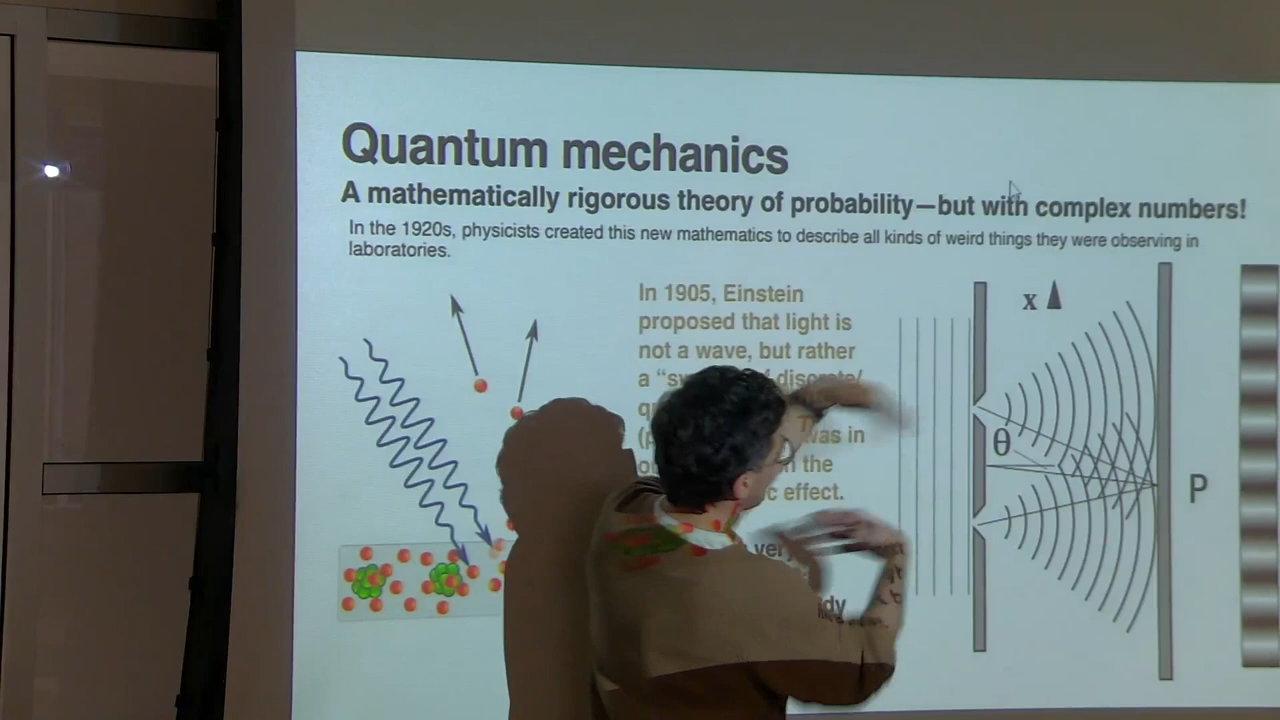 Quantum mechanics
A mathematically rigorous theory of probability—but with complex numbers!
In the 1920s, physicists created this new mathematics to describe all kinds of weird things they were observing in
laboratories.
In 1905, Einstein
proposed that light is
not a wave, but rather
a
was in
the
effect.
x
θ
P